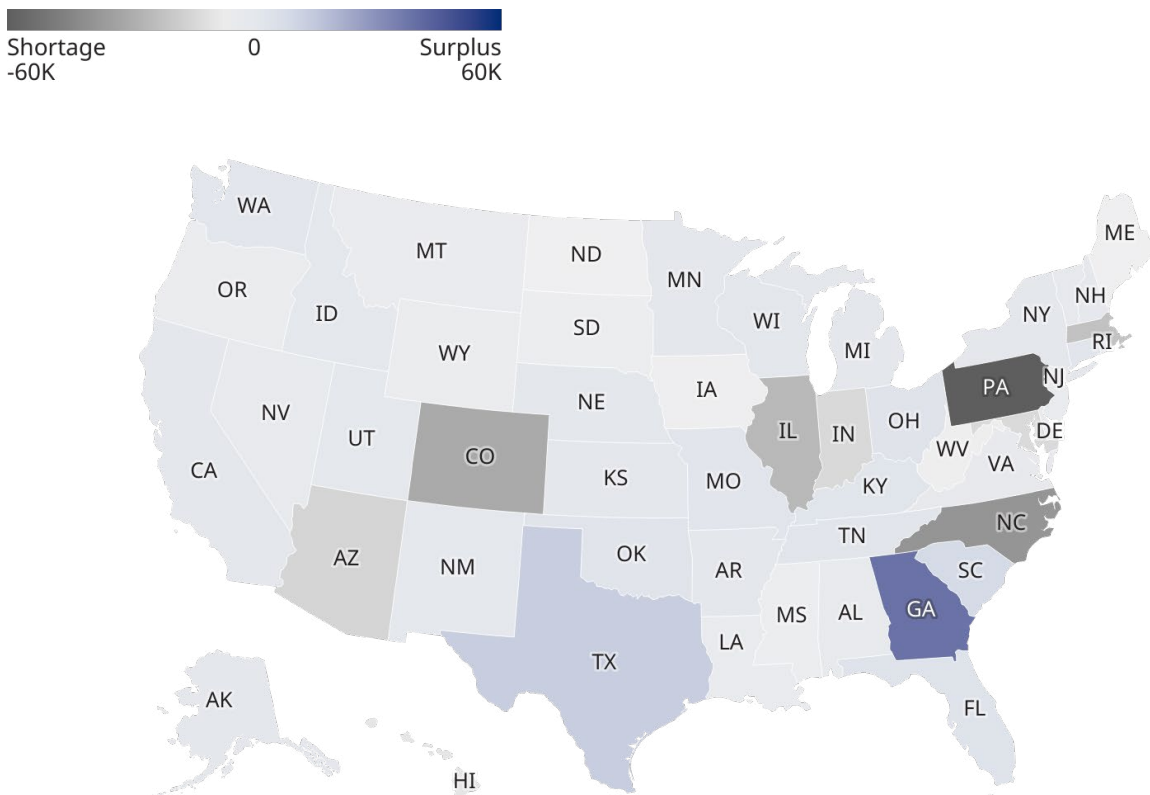 Shortage 0 Surplus
-60K 60K
WA
ME
MT
ND
MN
OR
NH
ID
NY
SD
WI
RI
MI
WY
NJ
PA
IA
NE
NV
OH
IL
IN
DE
UT
WV
CO
CA
VA
KS
MO
KY
NC
TN
OK
AZ
NM
AR
SC
GA
MS
AL
LA
TX
AK
FL
HI